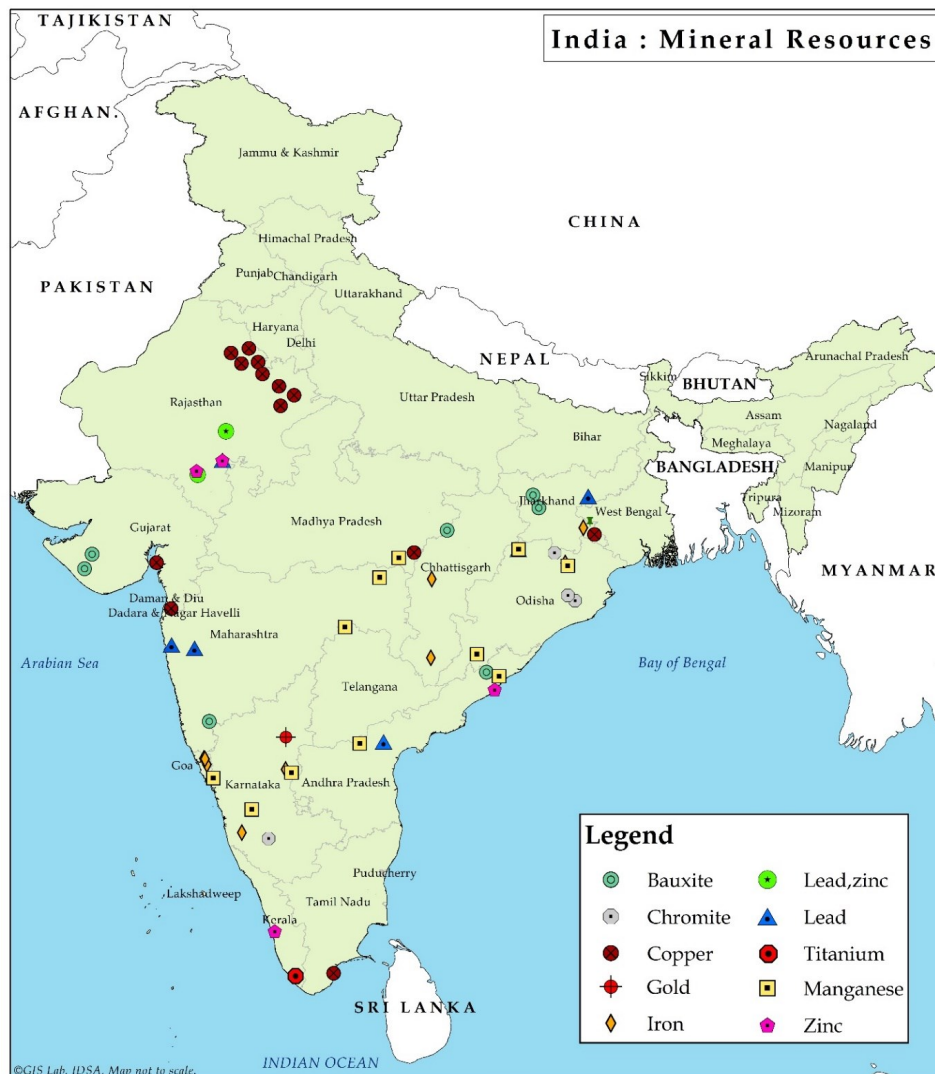 TAJIKISTAN
India : Mineral Resources
AFGHAN.
Jammu & Kashmir
CHINA
Himachal Pradesh
PAKISTAN
Punjab
Chandigarh
Uttarakhand
Haryana
Delhi
NEPAL
Arunachal Pradesh
Sikkim
BHUTAN
Rajasthan
Uttar Pradesh
Assam
Nagaland
Bihar
Meghalaya
BANGLADESH
Manipur
Jharkhand
Tripura
Mizoram
West Bengal
Gujarat
Madhya Pradesh
Chhattisgarh
MYANMAR
Daman & Diu
Odisha
Dadara & Nagar Havelli
Maharashtra
Arabian Sea
Bay of Bengal
Telangana
Goa
Karnataka
Andhra Pradesh
Legend
Puducherry
Bauxite
Lead,zinc
Lakshadweep
Tamil Nadu
Chromite
Lead
Kerala
Copper
Titanium
Gold
Manganese
SRI LANKA
Iron
Zinc
INDIAN OCEAN
©GIS Lab, IDSA. Map not to scale.